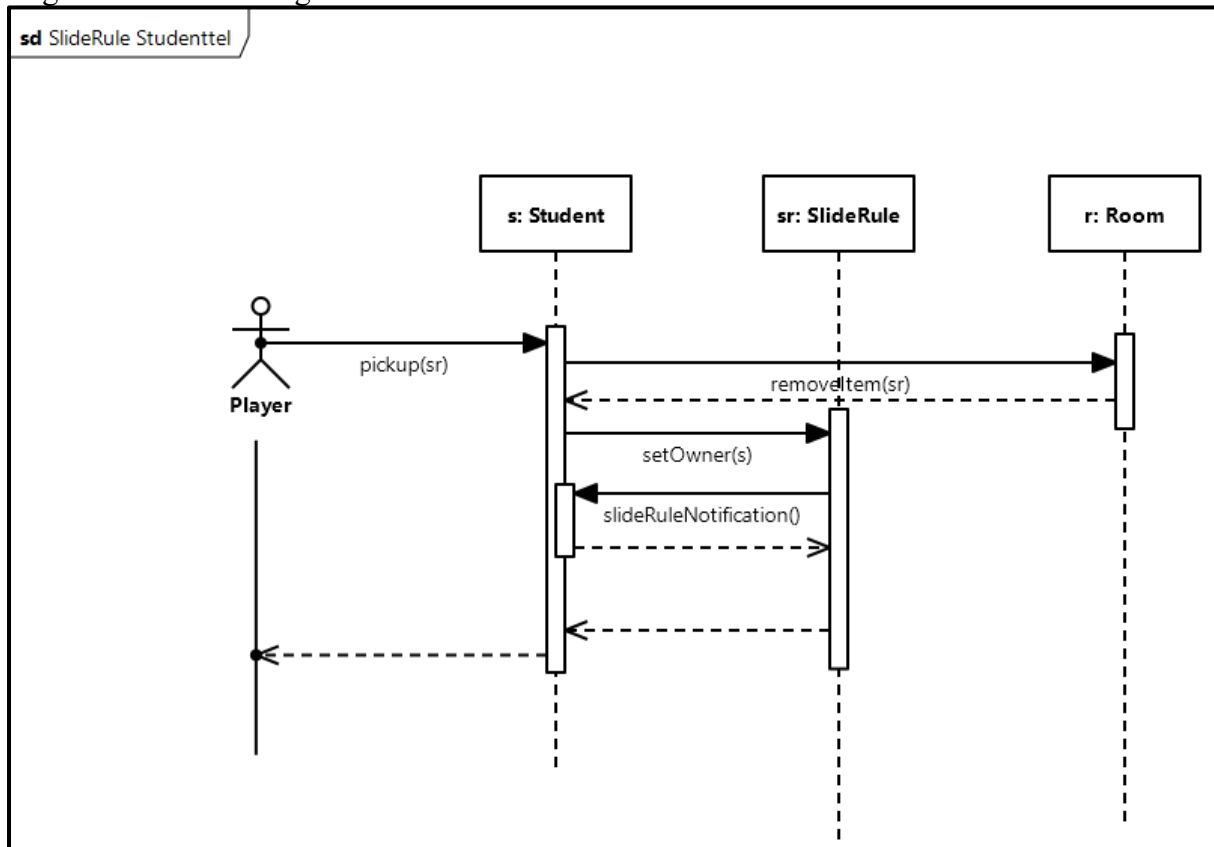 sd SlideRule Studenttel
s: Student
sr: SlideRule
r: Room
pickup(sr)
Player
removeItem(sr)
setOwner(s)
slideRuleNotification()